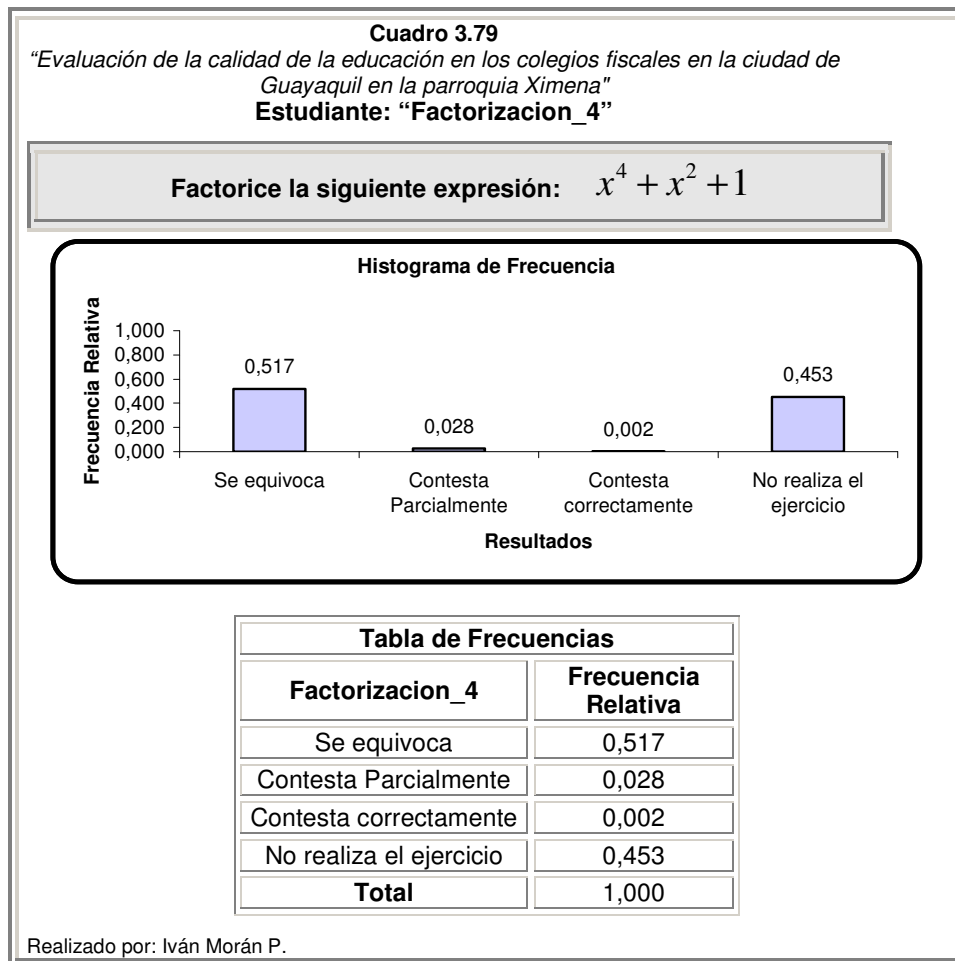 Cuadro 3.79
“Evaluación de la calidad de la educación en los colegios fiscales en la ciudad de
Guayaquil en la parroquia Ximena"
Estudiante: “Factorizacion_4”
Factorice la siguiente expresión: x⁴ + x² + 1
Histograma de Frecuencia
Frecuencia Relativa
1,000
0,800
0,600
0,400
0,200
0,000
0,517
0,028
0,002
0,453
Se equivoca
Contesta
Parcialmente
Contesta
correctamente
No realiza el
ejercicio
Resultados
Tabla de Frecuencias
Factorizacion_4 Frecuencia
Relativa
Se equivoca 0,517
Contesta Parcialmente 0,028
Contesta correctamente 0,002
No realiza el ejercicio 0,453
Total 1,000
Realizado por: Iván Morán P.